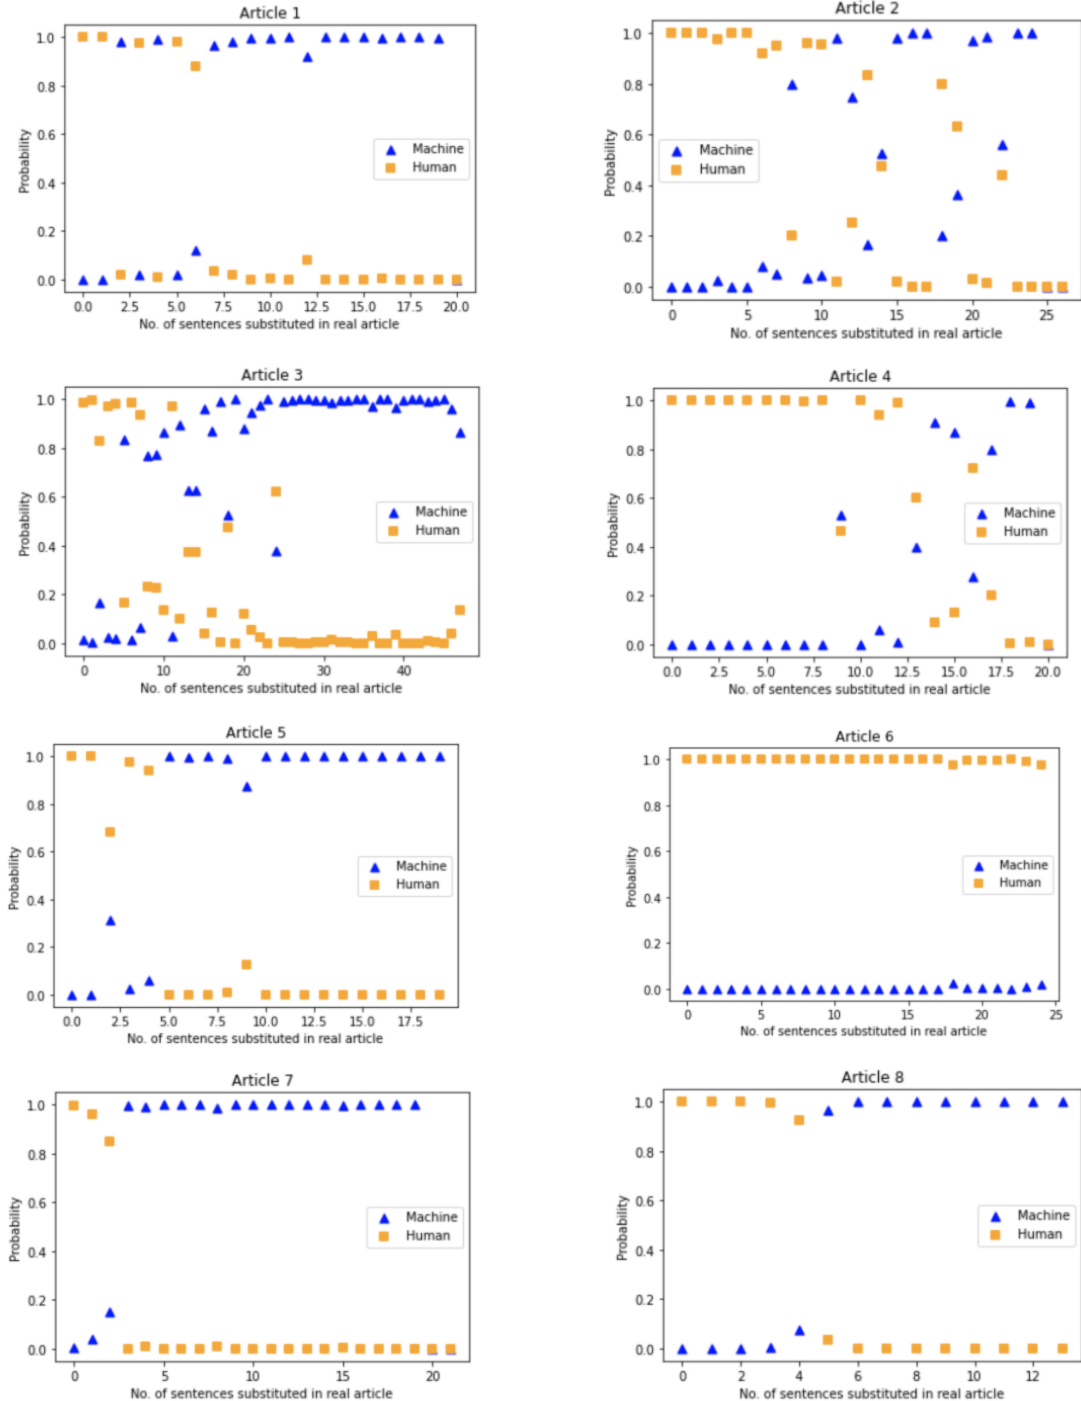 Article 1
1.0
0.8
0.6
0.4
0.2
0.0
Probability
Machine
Human
0.0 2.5 5.0 7.5 10.0 12.5 15.0 17.5 20.0
No. of sentences substituted in real article
Article 2
1.0
0.8
0.6
0.4
0.2
0.0
Probability
Machine
Human
0 5 10 15 20 25
No. of sentences substituted in real article
Article 3
1.0
0.8
0.6
0.4
0.2
0.0
Probability
Machine
Human
0 10 20 30 40
No. of sentences substituted in real article
Article 4
1.0
0.8
0.6
0.4
0.2
0.0
Probability
Machine
Human
0.0 2.5 5.0 7.5 10.0 12.5 15.0 17.5 20.0
No. of sentences substituted in real article
Article 5
1.0
0.8
0.6
0.4
0.2
0.0
Probability
Machine
Human
0.0 2.5 5.0 7.5 10.0 12.5 15.0 17.5
No. of sentences substituted in real article
Article 6
1.0
0.8
0.6
0.4
0.2
0.0
Probability
Machine
Human
0 5 10 15 20 25
No. of sentences substituted in real article
Article 7
1.0
0.8
0.6
0.4
0.2
0.0
Probability
Machine
Human
0 5 10 15 20
No. of sentences substituted in real article
Article 8
1.0
0.8
0.6
0.4
0.2
0.0
Probability
Machine
Human
0 2 4 6 8 10 12
No. of sentences substituted in real article